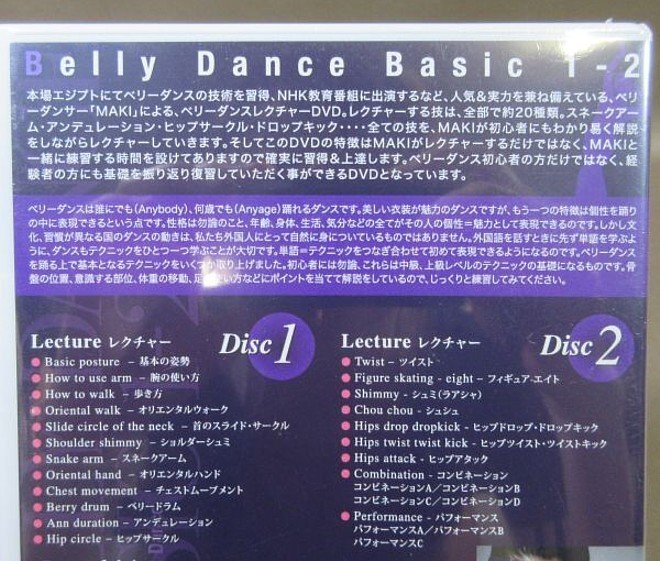 Belly Dance Basic 1-2
本場エジプトにてベリーダンスの技術を習得、NHK教育番組に出演するなど、人気&実力を兼ね備えている、ベリ
ーダンサー「MAKI」による、ベリーダンスレクチャーDVD。レクチャーする技は、全部で約20種類。スネークアー
ム・アンデュレーション・ヒップサークル・ドロップキック・・・・全ての技を、MAKIが初心者にもわかり易く解説
をしながらレクチャーしていきます。そしてこのDVDの特徴はMAKIがレクチャーするだけではなく、MAKIと
一緒に練習する時間を設けてありますので確実に習得&上達します。ベリーダンス初心者の方だけではなく、経
験者の方にも基礎を振り返り復習していただく事ができるDVDとなっています。
ベリーダンスは誰にでも(Anybody)、何歳でも(Anyage)踊れるダンスです。美しい衣装が魅力のダンスですが、もう一つの特徴は個性を踊り
の中に表現できるという点です。性格は勿論のこと、年齢、身体、生活、気分などの全てがその人の個性=魅力として表現できるのです。しかし文
化、習慣が異なる国のダンスの動きは、私たち外国人にとって自然に身についているものではありません。外国語を話すときに先ず単語を学ぶよ
うに、ダンスもテクニックをひとつ一つ学ぶことが大切です。単語=テクニックをつなぎ合わせて初めて表現できるようになるのです。ベリーダンス
を踊る上で基本となるテクニックをいくつか取り上げました。初心者には勿論、これらは中級、上級レベルのテクニックの基礎になるものです。骨
盤の位置、意識する部位、体重の移動、足の使い方などにポイントを当てて解説をしているので、じっくりと練習してみてください。
Lecture レクチャー Disc 1
Basic posture – 基本の姿勢
How to use arm – 腕の使い方
How to walk – 歩き方
Oriental walk – オリエンタルウォーク
Slide circle of the neck – 首のスライド・サークル
Shoulder shimmy – ショルダーシュミ
Snake arm – スネークアーム
Oriental hand – オリエンタルハンド
Chest movement – チェストムーブメント
Berry drum – ベリードラム
Ann duration – アンデュレーション
Hip circle – ヒップサークル
Lecture レクチャー Disc 2
Twist – ツイスト
Figure skating - eight – フィギュアエイト
Shimmy – シュミ(ラアシャ)
Chou chou – シュシュ
Hips drop dropkick – ヒップドロップ・ドロップキック
Hips twist twist kick – ヒップツイスト・ツイストキック
Hips attack – ヒップアタック
Combination – コンビネーション
コンビネーションA/コンビネーションB
コンビネーションC/コンビネーションD
Performance - パフォーマンス
パフォーマンスA/パフォーマンスB
パフォーマンスC